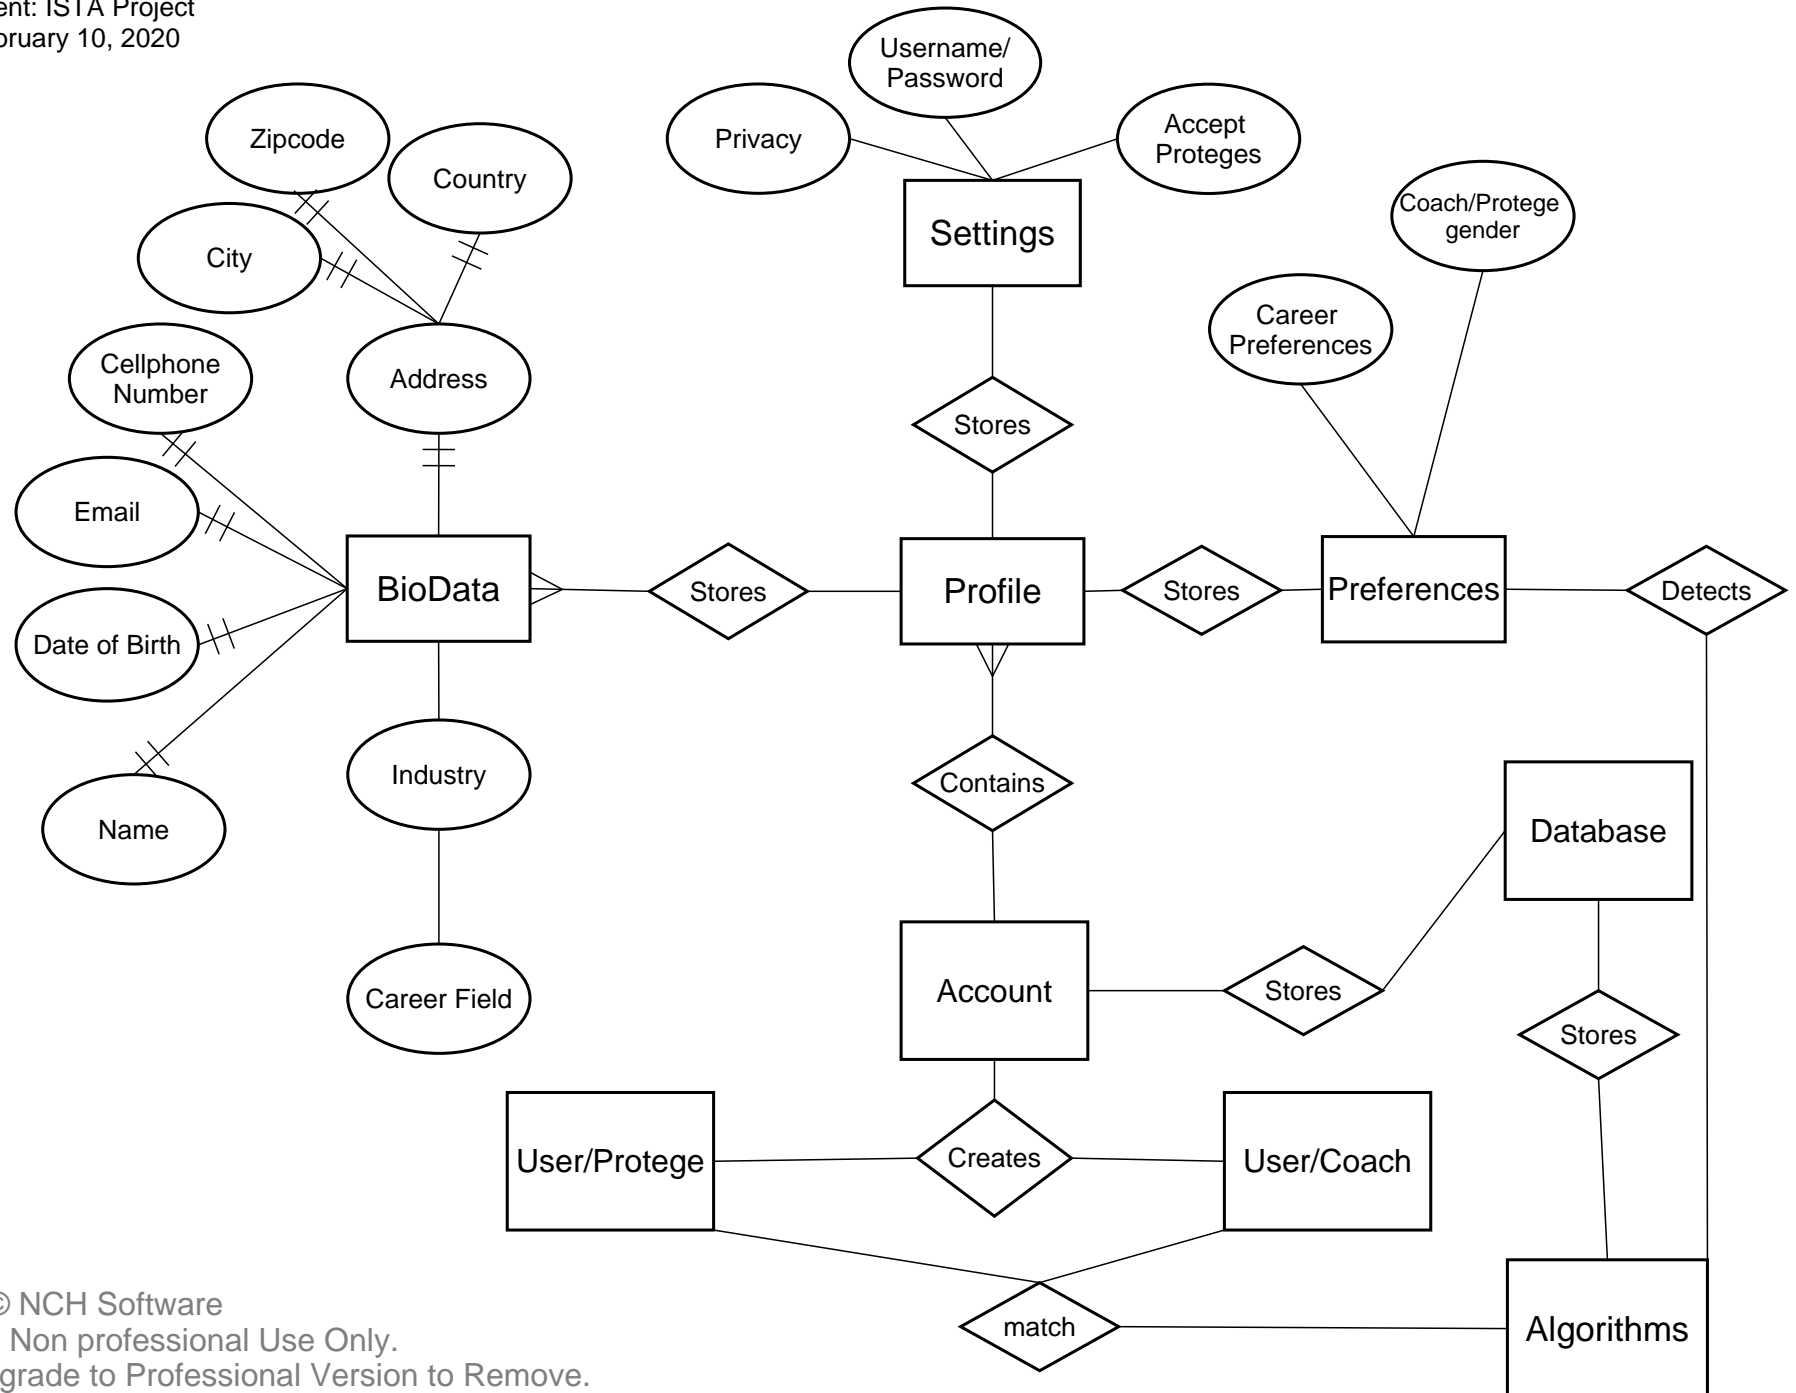 ent: ISTA Project
oruary 10, 2020
Username/
Password
Privacy
Accept
Proteges
Zipcode
Country
City
Settings
Coach/Protege
gender
Career
Preferences
Cellphone
Number
Address
Stores
Email
BioData
Stores
Profile
Stores
Preferences
Detects
Date of Birth
Industry
Contains
Name
Database
Career Field
Account
Stores
Stores
User/Protege
Creates
User/Coach
match
Algorithms
© NCH Software
Non professional Use Only.
grade to Professional Version to Remove.